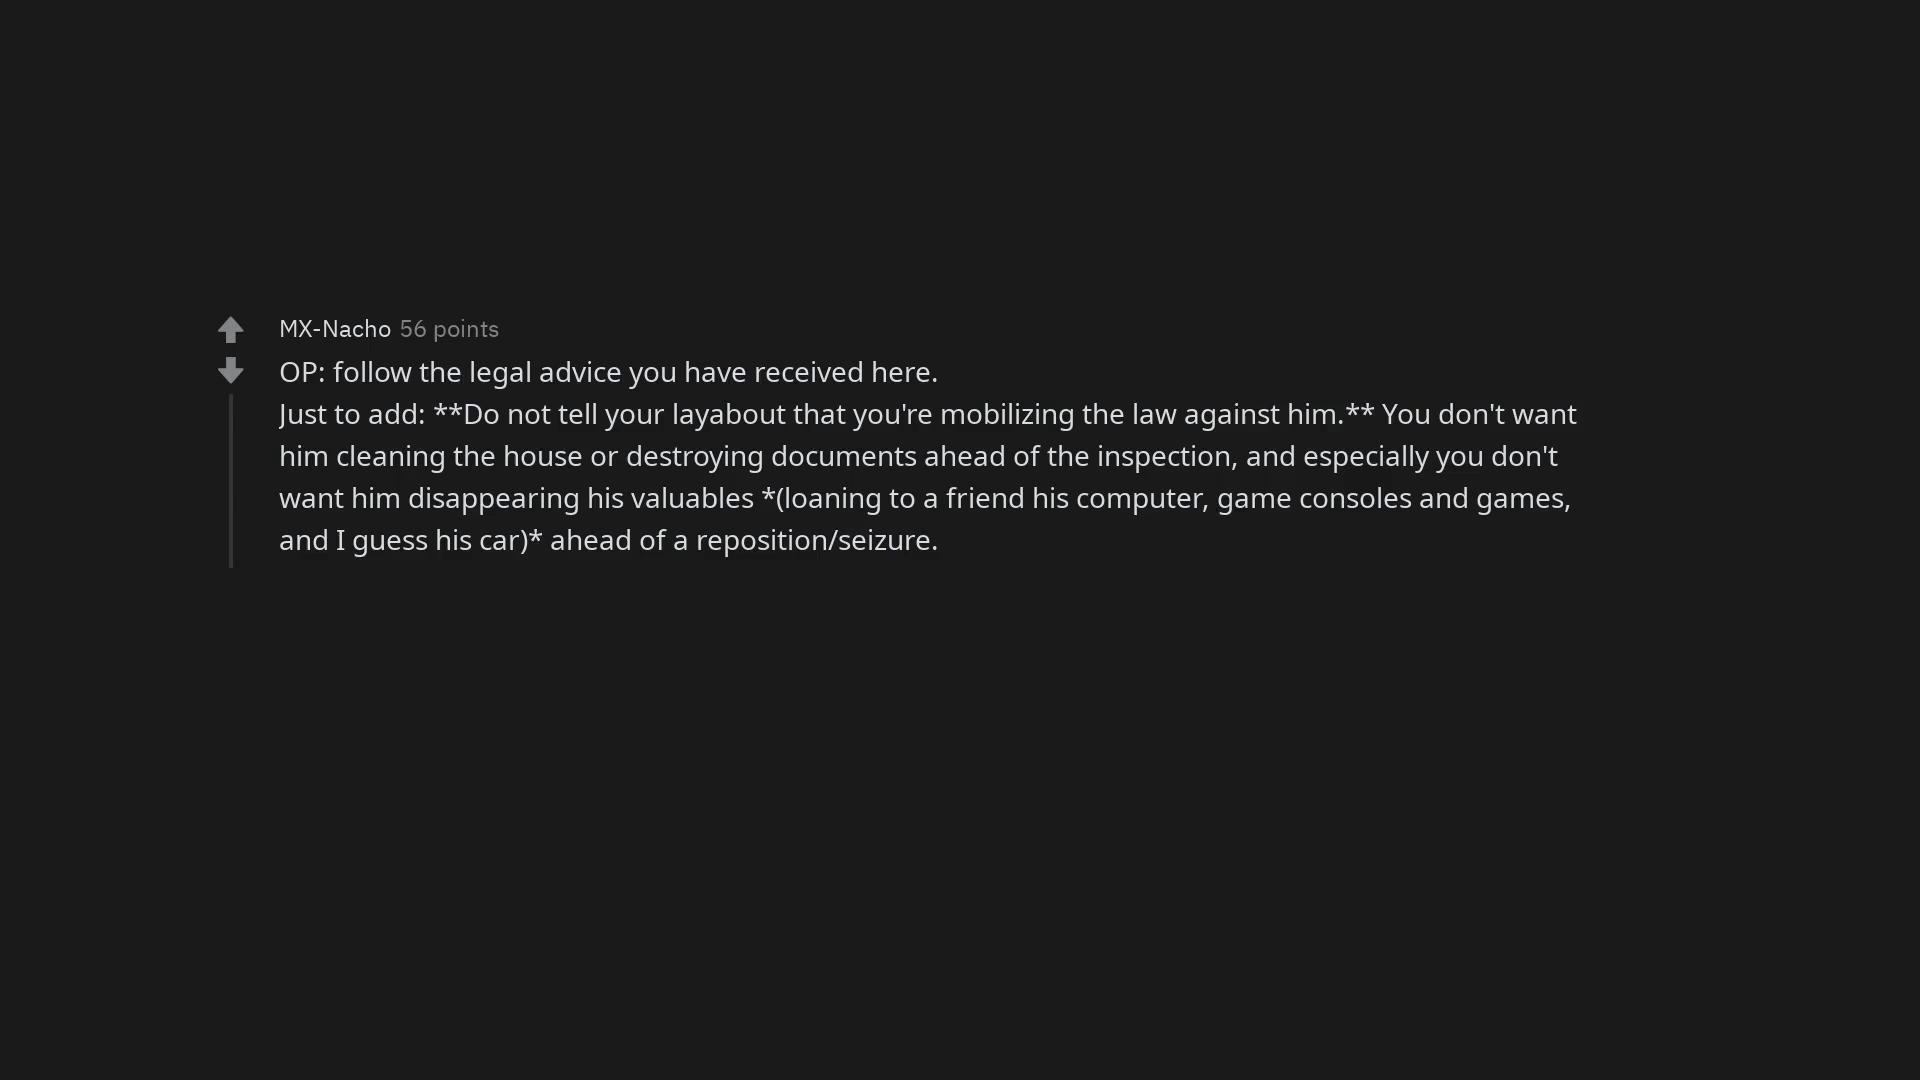 MX-Nacho 56 points
OP: follow the legal advice you have received here.
Just to add: **Do not tell your layabout that you're mobilizing the law against him.** You don't want
him cleaning the house or destroying documents ahead of the inspection, and especially you don't
want him disappearing his valuables *(loaning to a friend his computer, game consoles and games,
and I guess his car)* ahead of a reposition/seizure.